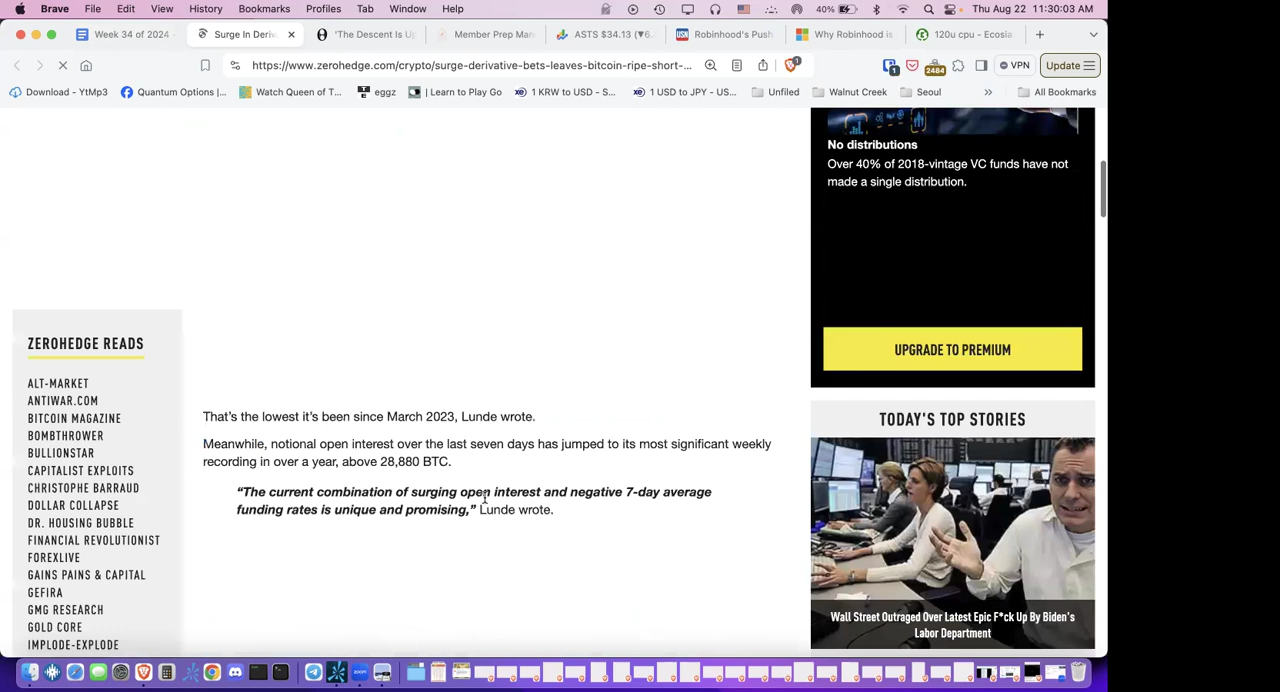 Brave File Edit View History Bookmarks Profiles Tab Window Help 40% Thu Aug 22 11:30:03 AM
Week 34 of 2024 Surge In Deriv 'The Descent Is Up Member Prep Man ASTS $34.13 (▼6. Robinhood's Push Why Robinhood is 120u cpu - Ecosia
https://www.zerohedge.com/crypto/surge-derivative-bets-leaves-bitcoin-ripe-short-... 1 1 2484 VPN Update
Download - YtMp3 Quantum Options |... Watch Queen of T... eggz | Learn to Play Go 1 KRW to USD - S... 1 USD to JPY - US... Unfiled Walnut Creek Seoul » All Bookmarks
No distributions
Over 40% of 2018-vintage VC funds have not
made a single distribution.
UPGRADE TO PREMIUM
ZEROHEDGE READS
ALT-MARKET
ANTIWAR.COM
BITCOIN MAGAZINE
BOMBTHROWER
BULLIONSTAR
CAPITALIST EXPLOITS
CHRISTOPHE BARRAUD
DOLLAR COLLAPSE
DR. HOUSING BUBBLE
FINANCIAL REVOLUTIONIST
FOREXLIVE
GAINS PAINS & CAPITAL
GEFIRA
GMG RESEARCH
GOLD CORE
IMPLODE-EXPLODE
That's the lowest it's been since March 2023, Lunde wrote.
Meanwhile, notional open interest over the last seven days has jumped to its most significant weekly
recording in over a year, above 28,880 BTC.
“The current combination of surging open interest and negative 7-day average
funding rates is unique and promising,” Lunde wrote.
TODAY'S TOP STORIES
Wall Street Outraged Over Latest Epic F*ck Up By Biden's
Labor Department